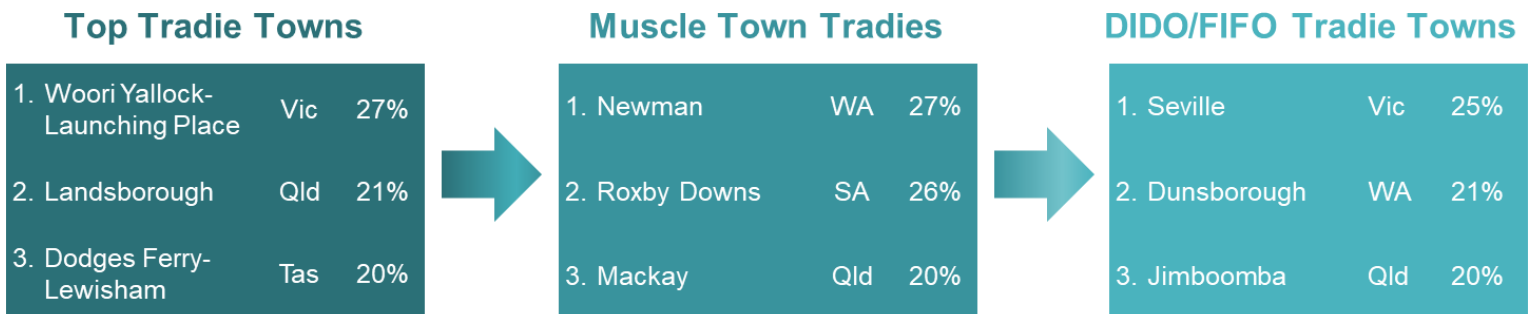 Top Tradie Towns
1. Woori Yallock-
Launching Place Vic 27%
2. Landsborough Qld 21%
3. Dodges Ferry-
Lewisham Tas 20%
Muscle Town Tradies
1. Newman WA 27%
2. Roxby Downs SA 26%
3. Mackay Qld 20%
DIDO/FIFO Tradie Towns
1. Seville Vic 25%
2. Dunsborough WA 21%
3. Jimboomba Qld 20%